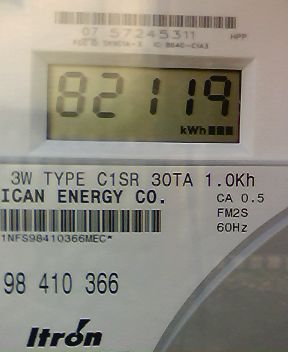 07 57245311 HPP
82119
kWh
3W TYPE C1SR 30TA 1.0Kh
ICAN ENERGY CO. CA 0.5
FM2S
1NFS98410366MEC* 60Hz
98 410 366
Itron